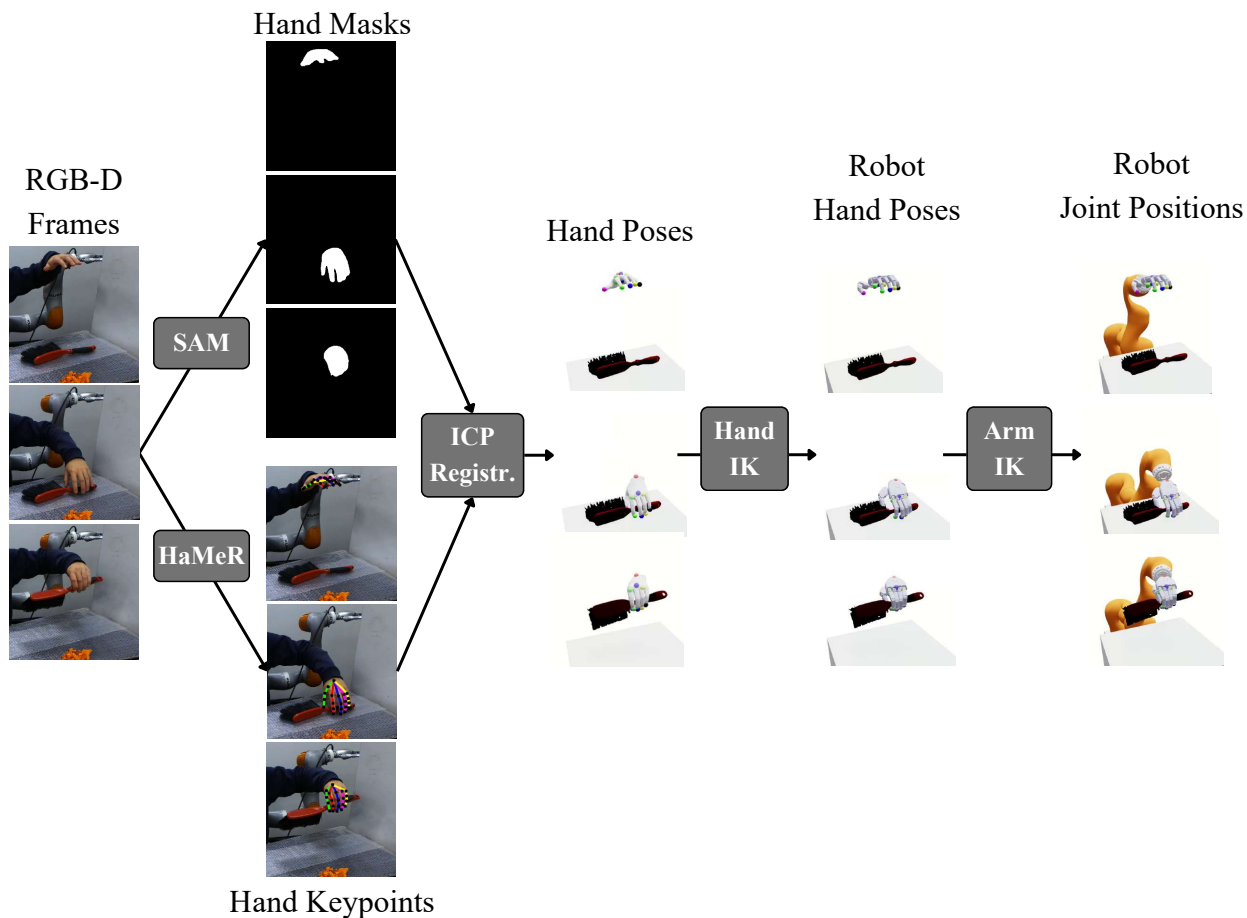 Hand Masks
RGB-D
Frames
SAM
HaMeR
Hand Keypoints
ICP
Registr.
Hand Poses
Hand
IK
Robot
Hand Poses
Arm
IK
Robot
Joint Positions